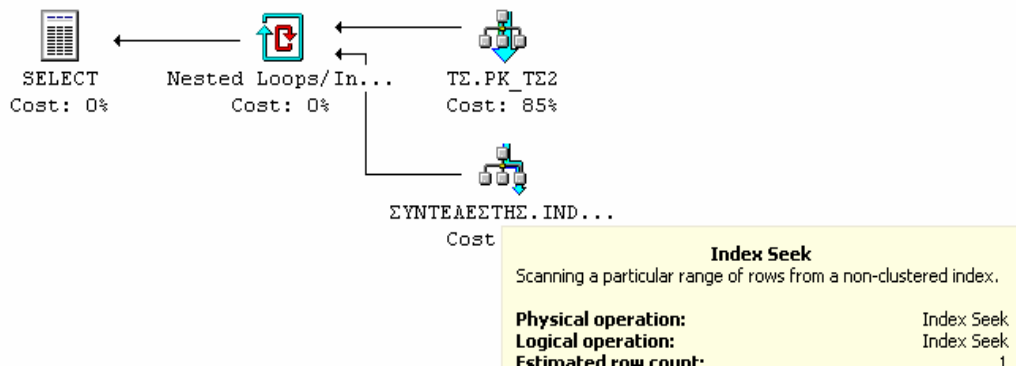 SELECT
Cost: 0%
Nested Loops/In...
Cost: 0%
ΤΣ.PK_ΤΣ2
Cost: 85%
ΣΥΝΤΕΛΕΣΤΗΣ.IND...
Cost
Index Seek
Scanning a particular range of rows from a non-clustered index.
Physical operation: Index Seek
Logical operation: Index Seek
Estimated row count: 1